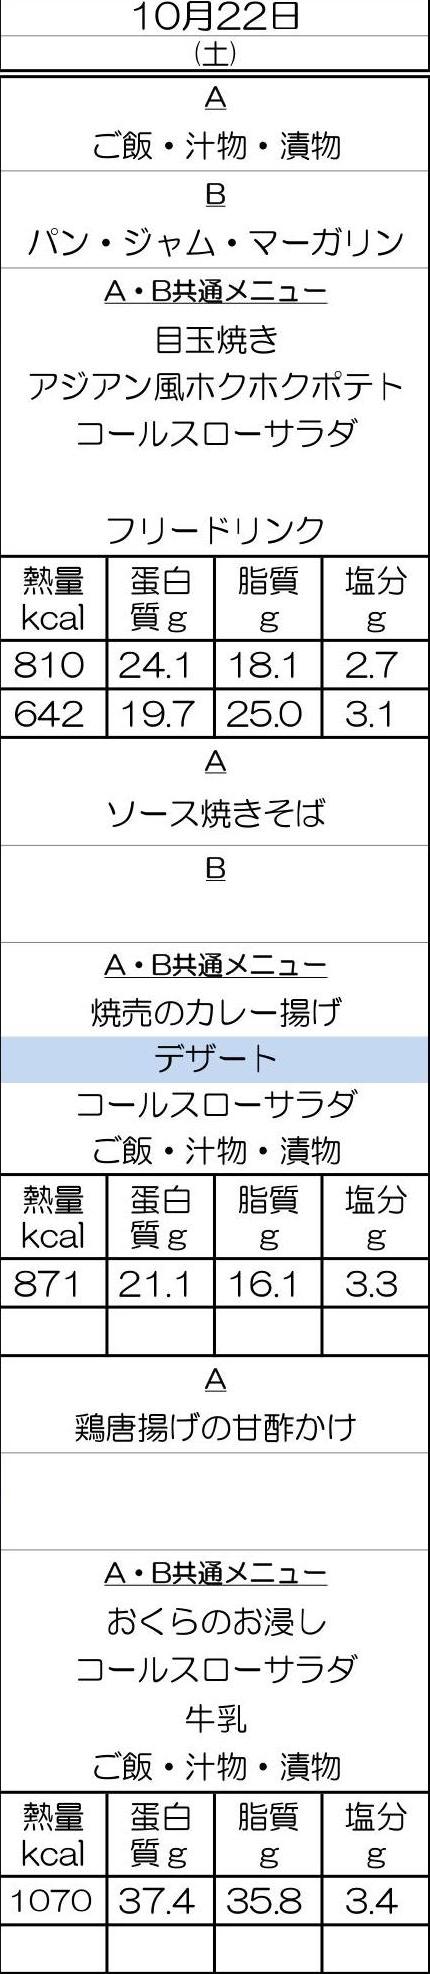 10月22日
(土)
A
ご飯・汁物・漬物
B
パン・ジャム・マーガリン
A・B共通メニュー
目玉焼き
アジアン風ホクホクポテト
コールスローサラダ
フリードリンク
熱量 蛋白 脂質 塩分
kcal 質g g g
810 24.1 18.1 2.7
642 19.7 25.0 3.1
A
ソース焼きそば
B
A・B共通メニュー
焼売のカレー揚げ
デザート
コールスローサラダ
ご飯・汁物・漬物
熱量 蛋白 脂質 塩分
kcal 質g g g
871 21.1 16.1 3.3
A
鶏唐揚げの甘酢かけ
A・B共通メニュー
おくらのお浸し
コールスローサラダ
牛乳
ご飯・汁物・漬物
熱量 蛋白 脂質 塩分
kcal 質g g g
1070 37.4 35.8 3.4